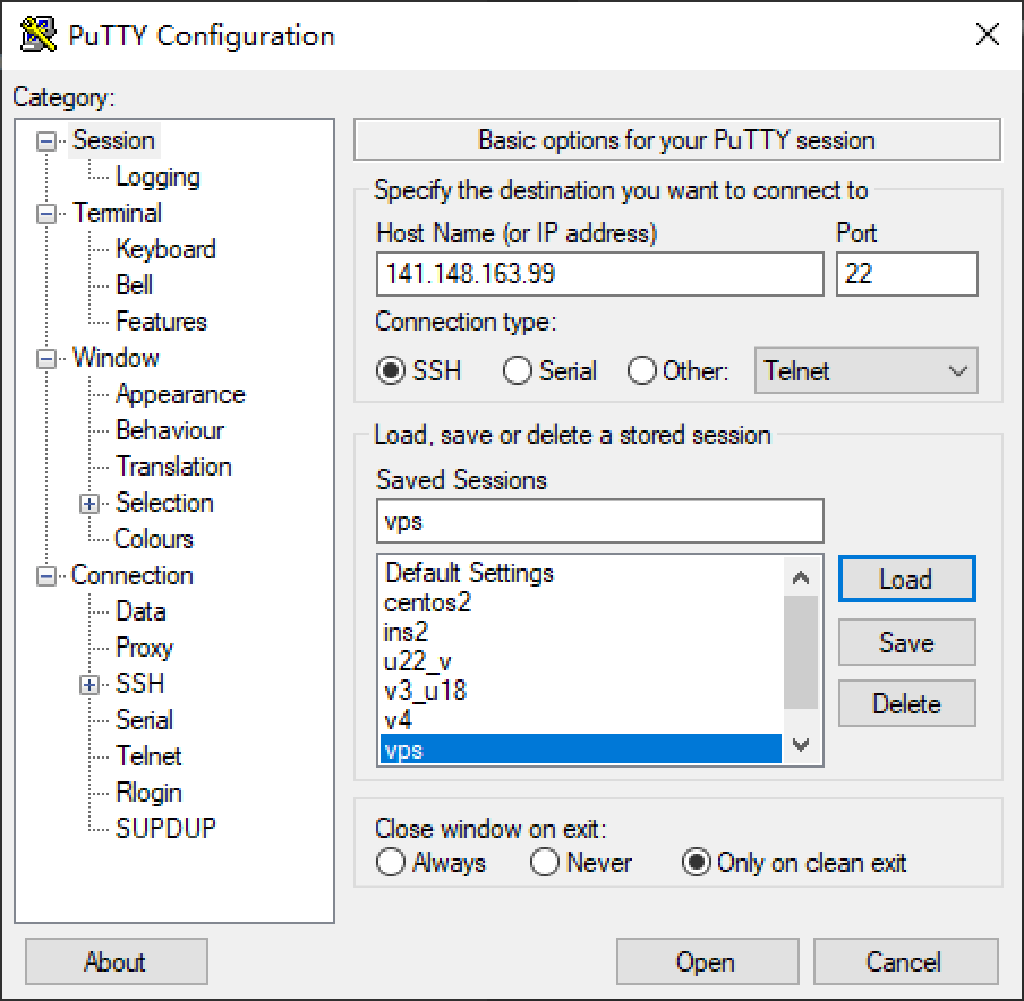 PuTTY Configuration
Category:
Session
Logging
Terminal
Keyboard
Bell
Features
Window
Appearance
Behaviour
Translation
Selection
Colours
Connection
Data
Proxy
SSH
Serial
Telnet
Rlogin
SUPDUP
Basic options for your PuTTY session
Specify the destination you want to connect to
Host Name (or IP address) Port
141.148.163.99 22
Connection type:
SSH Serial Other: Telnet
Load, save or delete a stored session
Saved Sessions
vps
Default Settings
centos2
ins2
u22_v
v3_u18
v4
vps
Load
Save
Delete
Close window on exit:
Always Never Only on clean exit
About Open Cancel